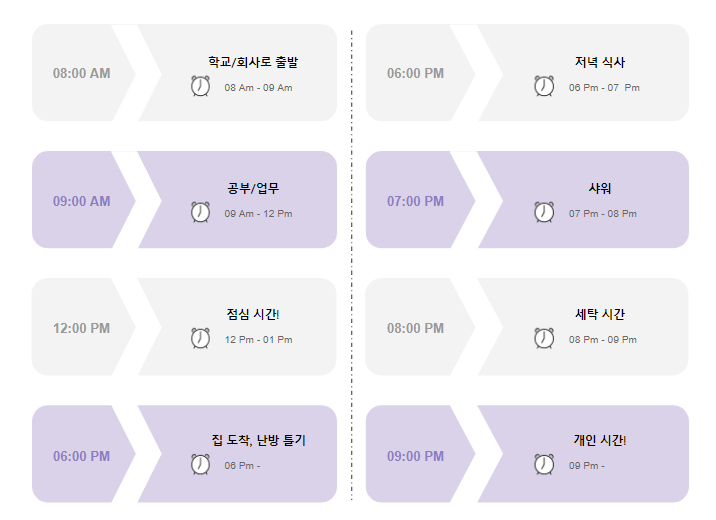 08:00 AM
학교/회사로 출발
08 Am - 09 Am
09:00 AM
공부/업무
09 Am - 12 Pm
12:00 PM
점심 시간!
12 Pm - 01 Pm
06:00 PM
집 도착, 난방 틀기
06 Pm -
06:00 PM
저녁 식사
06 Pm - 07  Pm
07:00 PM
샤워
07 Pm - 08 Pm
08:00 PM
세탁 시간
08 Pm - 09 Pm
09:00 PM
개인 시간!
09 Pm -